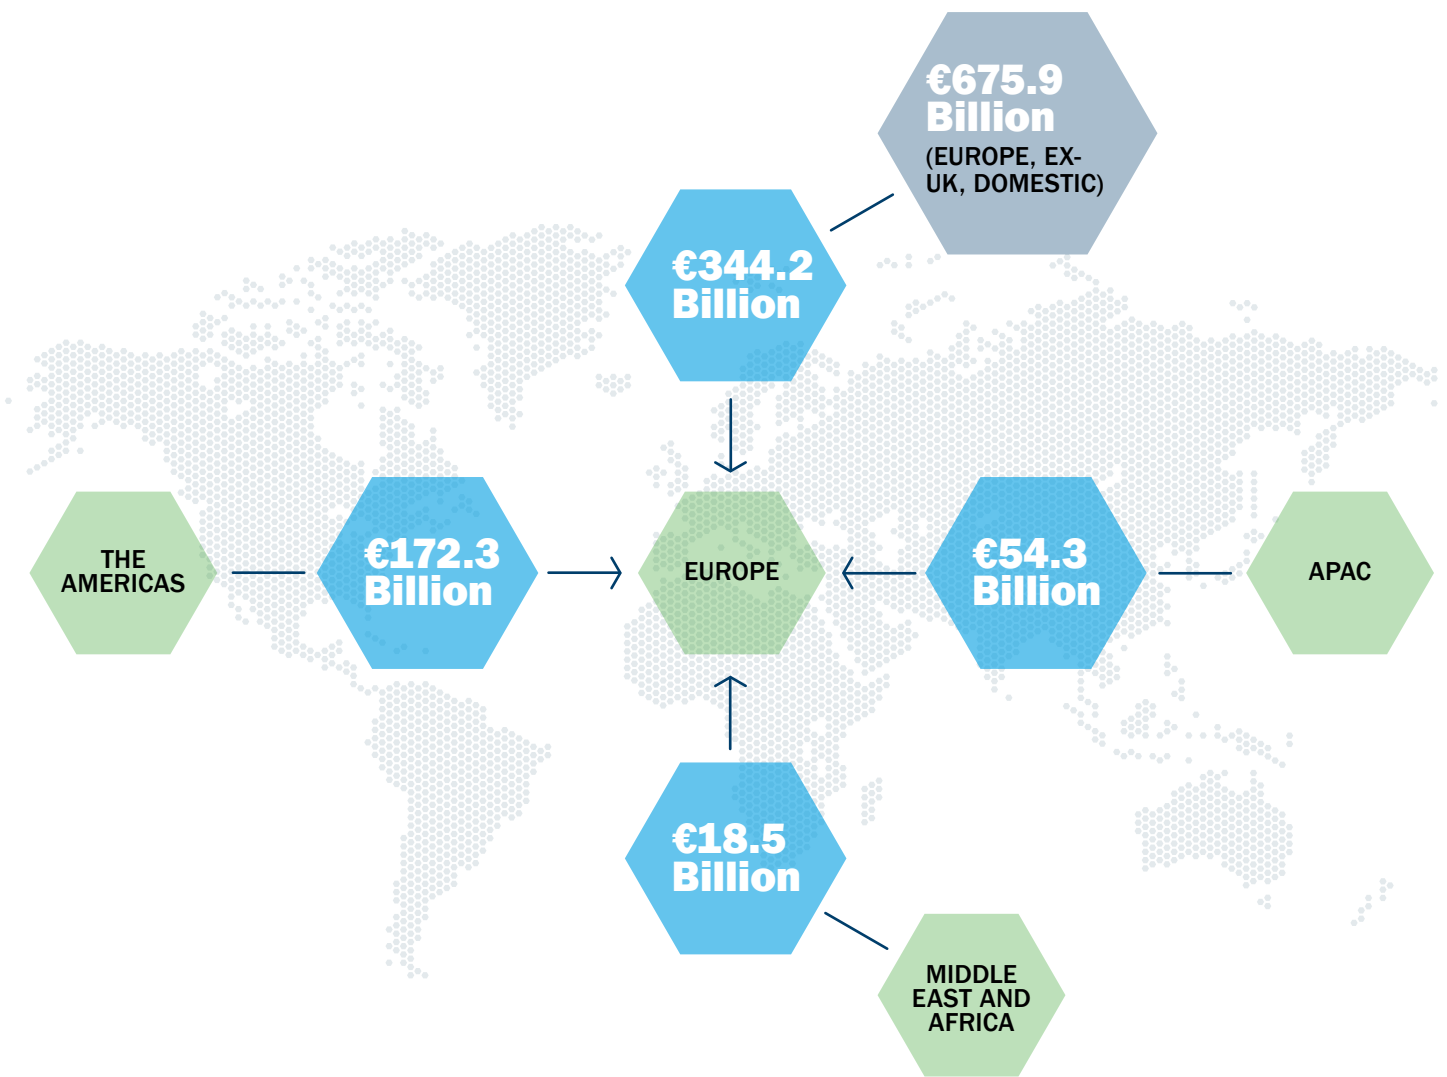 €675.9
Billion
(EUROPE, EX-
UK, DOMESTIC)
€344.2
Billion
THE
AMERICAS
€172.3
Billion
EUROPE
€54.3
Billion
APAC
€18.5
Billion
MIDDLE
EAST AND
AFRICA